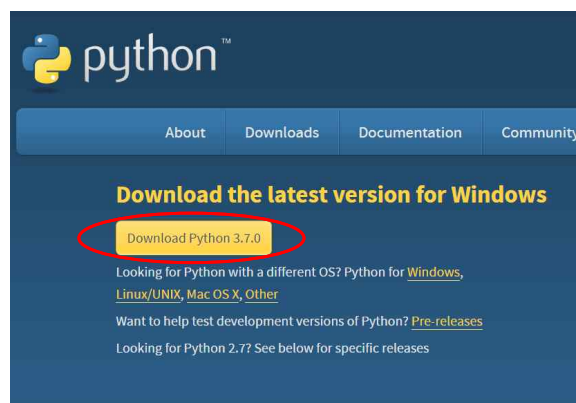 python™
About Downloads Documentation Community
Download the latest version for Windows
Download Python 3.7.0
Looking for Python with a different OS? Python for Windows,
Linux/UNIX, Mac OS X, Other
Want to help test development versions of Python? Pre-releases
Looking for Python 2.7? See below for specific releases